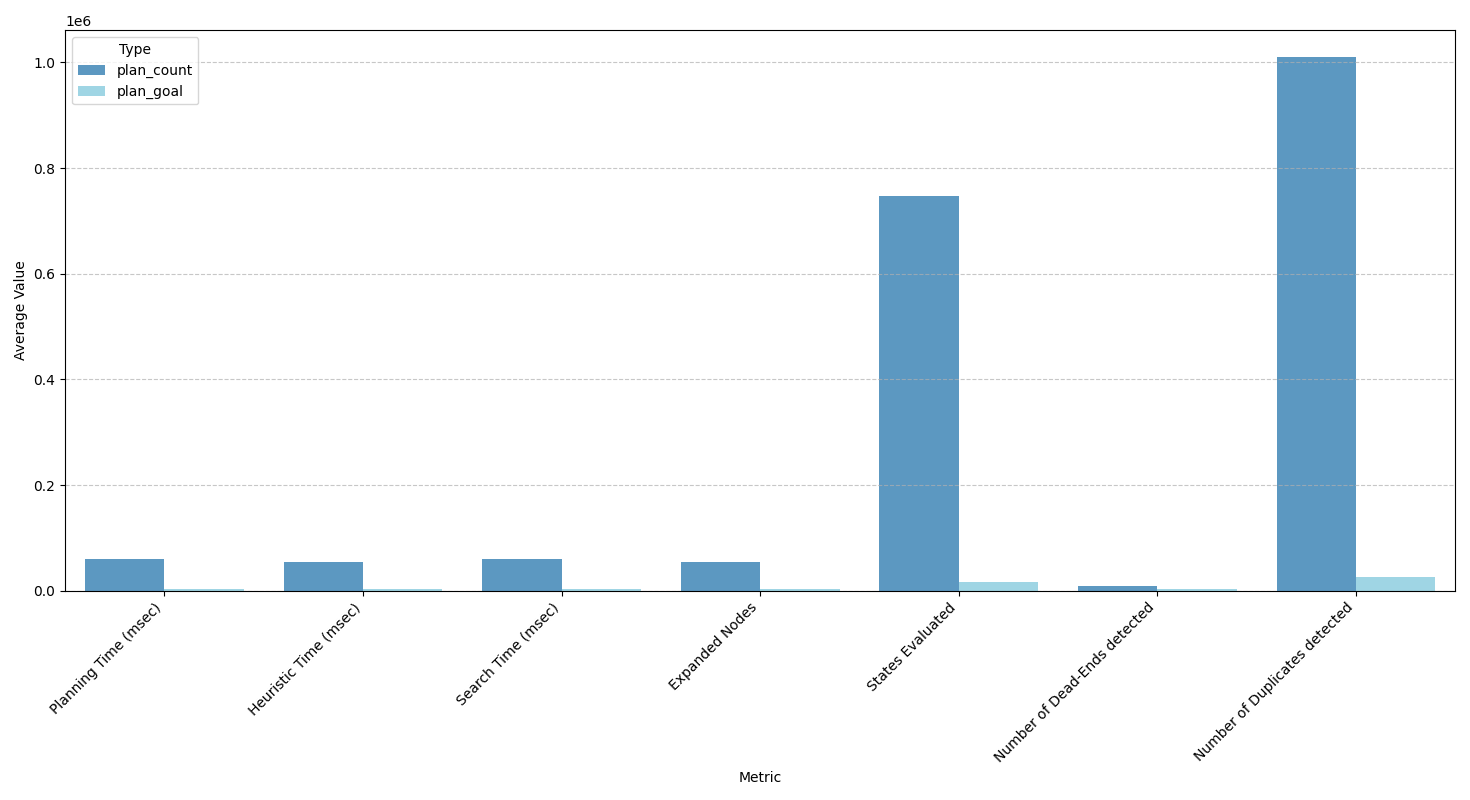 1e6
Type
plan_count
plan_goal
1.0
0.8
0.6
0.4
0.2
0.0
Average Value
Planning Time (msec)
Heuristic Time (msec)
Search Time (msec)
Expanded Nodes
States Evaluated
Number of Dead-Ends detected
Number of Duplicates detected
Metric